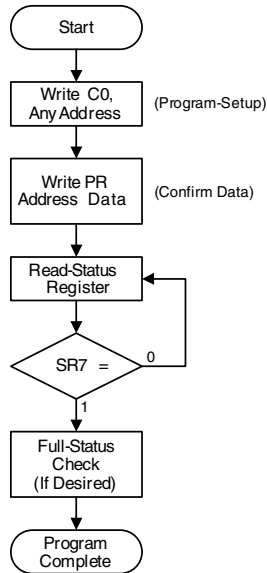 Start
Write C0,
Any Address
(Program-Setup)
Write PR
Address Data
(Confirm Data)
Read-Status
Register
SR7 =
0
1
Full-Status
Check
(If Desired)
Program
Complete